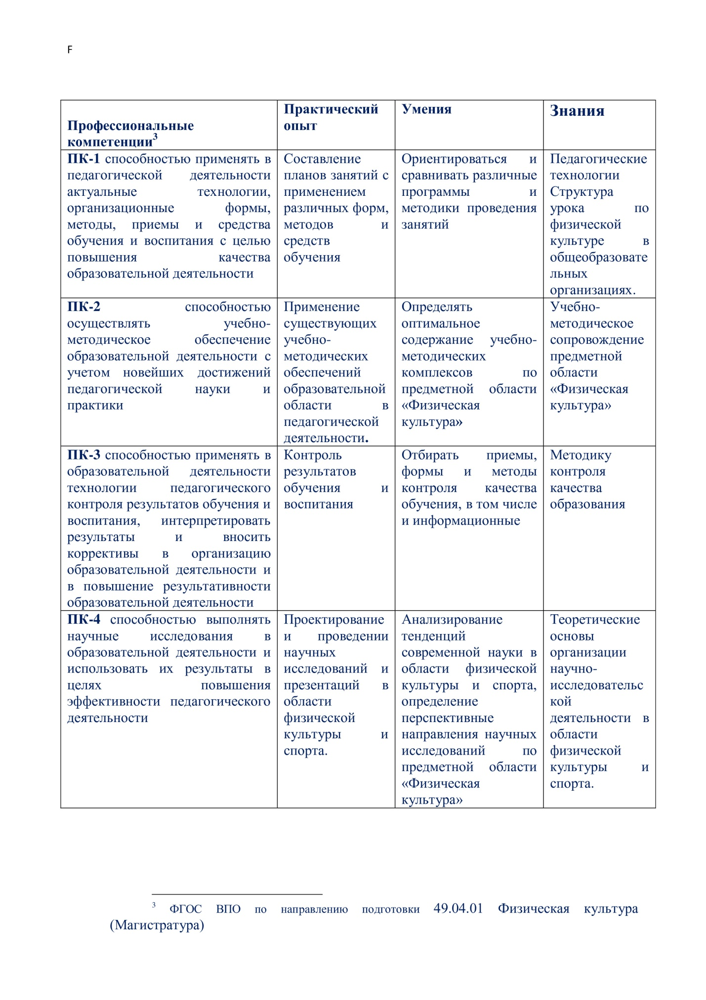 F
Профессиональные
компетенции3
Практический
опыт
Умения
Знания
ПК-1 способностью применять в
педагогической деятельности
актуальные технологии,
организационные формы,
методы, приемы и средства
обучения и воспитания с целью
повышения качества
образовательной деятельности
Составление
планов занятий с
применением
различных форм,
методов и
средств
обучения
Ориентироваться и
сравнивать различные
программы и
методики проведения
занятий
Педагогические
технологии
Структура
урока по
физической
культуре в
общеобразовате
льных
организациях.
ПК-2 способностью
осуществлять учебно-
методическое обеспечение
образовательной деятельности с
учетом новейших достижений
педагогической науки и
практики
Применение
существующих
учебно-
методических
обеспечений
образовательной
области в
педагогической
деятельности.
Определять
оптимальное
содержание учебно-
методических
комплексов по
предметной области
«Физическая
культура»
Учебно-
методическое
сопровождение
предметной
области
«Физическая
культура»
ПК-3 способностью применять в
образовательной деятельности
технологии педагогического
контроля результатов обучения и
воспитания, интерпретировать
результаты и вносить
коррективы в организацию
образовательной деятельности и
в повышение результативности
образовательной деятельности
Контроль
результатов
обучения и
воспитания
Отбирать приемы,
формы и методы
контроля качества
обучения, в том числе
и информационные
Методику
контроля
качества
образования
ПК-4 способностью выполнять
научные исследования в
образовательной деятельности и
использовать их результаты в
целях повышения
эффективности педагогического
деятельности
Проектирование
и проведении
научных
исследований и
презентаций в
области
физической
культуры и
спорта.
Анализирование
тенденций
современной науки в
области физической
культуры и спорта,
определение
перспективные
направления научных
исследований по
предметной области
«Физическая
культура»
Теоретические
основы
организации
научно-
исследовательс
кой
деятельности в
области
физической
культуры и
спорта.
3 ФГОС ВПО по направлению подготовки 49.04.01 Физическая культура
(Магистратура)